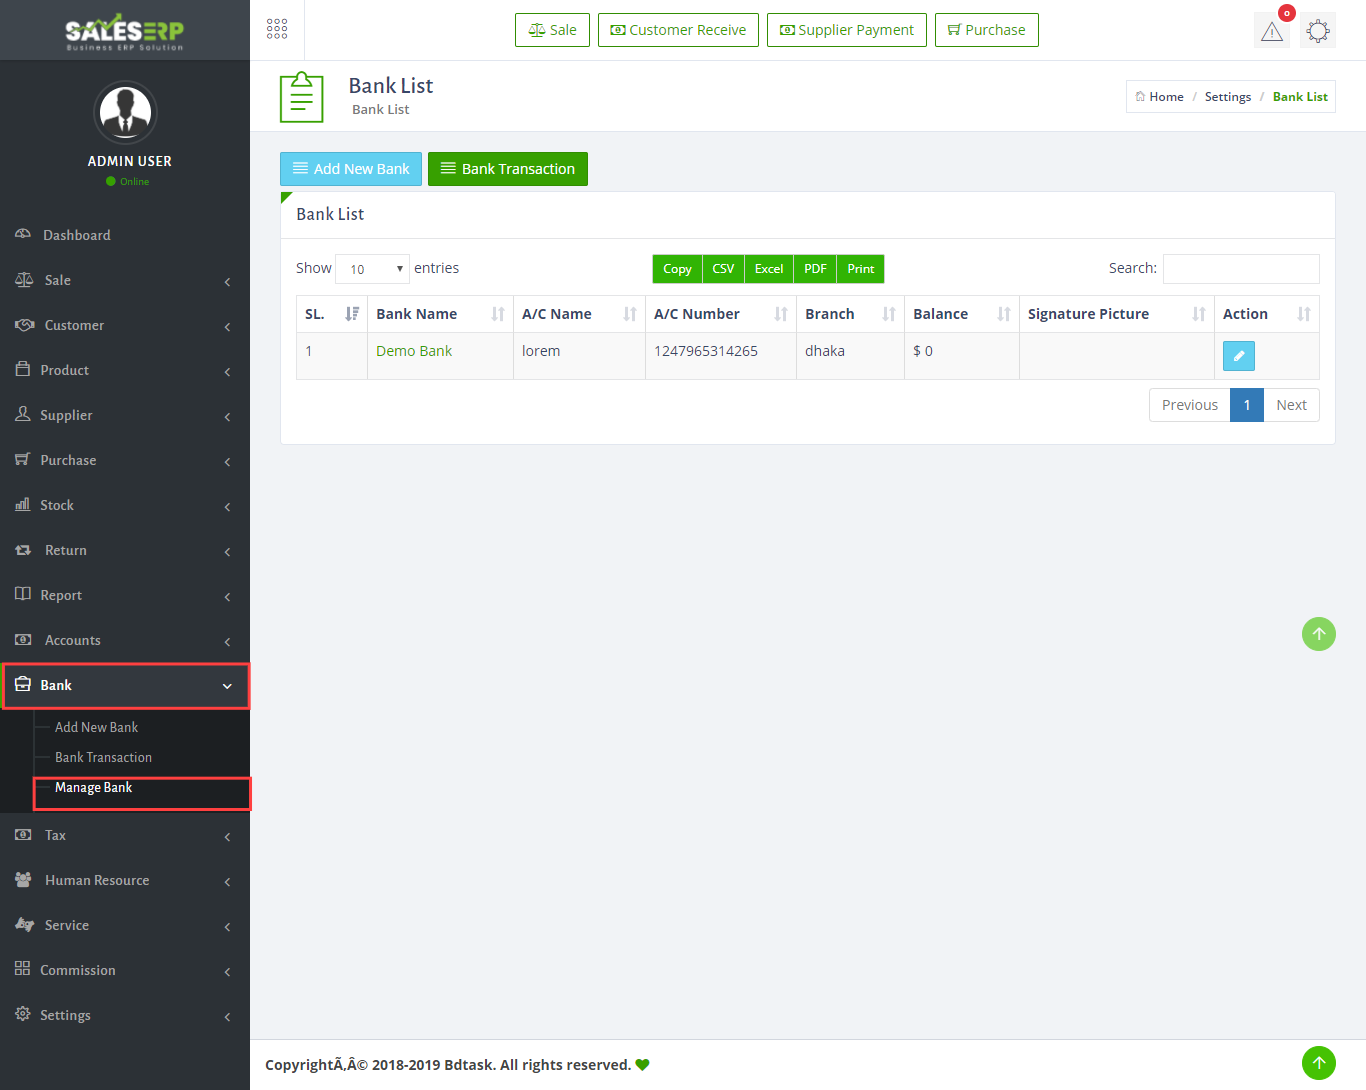 SALESERP
Business ERP Solution
Sale
Customer Receive
Supplier Payment
Purchase
0
Bank List
Bank List
Home / Settings / Bank List
ADMIN USER
Online
Dashboard
Sale
Customer
Product
Supplier
Purchase
Stock
Return
Report
Accounts
Bank
Add New Bank
Bank Transaction
Manage Bank
Tax
Human Resource
Service
Commission
Settings
Add New Bank
Bank Transaction
Bank List
Show 10 entries
Copy CSV Excel PDF Print
Search:
SL. Bank Name A/C Name A/C Number Branch Balance Signature Picture Action
1 Demo Bank lorem 1247965314265 dhaka $ 0
Previous 1 Next
CopyrightÃ‚Â© 2018-2019 Bdtask. All rights reserved.